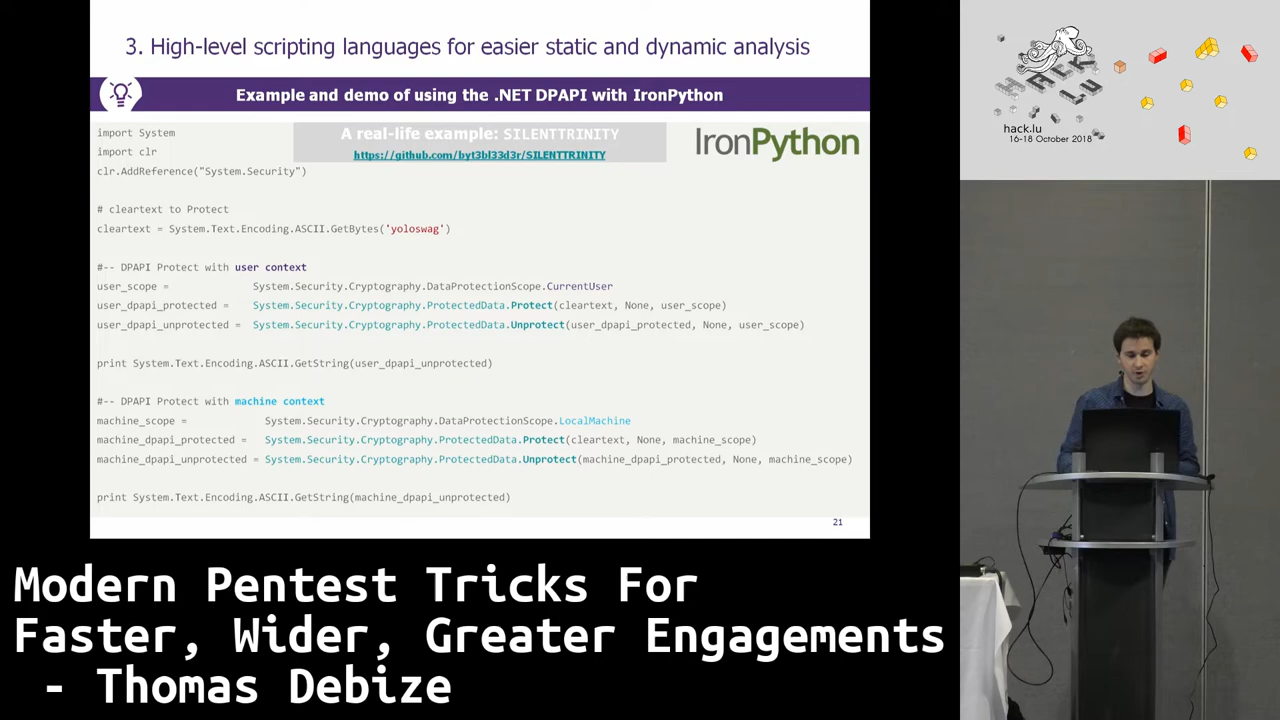 3. High-level scripting languages for easier static and dynamic analysis
Example and demo of using the .NET DPAPI with IronPython
A real-life example: SILENTTRINITY
https://github.com/byt3bl33d3r/SILENTTRINITY
IronPython
import System
import clr
clr.AddReference("System.Security")
# cleartext to Protect
cleartext = System.Text.Encoding.ASCII.GetBytes('yoloswag')
#-- DPAPI Protect with user context
user_scope = System.Security.Cryptography.DataProtectionScope.CurrentUser
user_dpapi_protected = System.Security.Cryptography.ProtectedData.Protect(cleartext, None, user_scope)
user_dpapi_unprotected = System.Security.Cryptography.ProtectedData.Unprotect(user_dpapi_protected, None, user_scope)
print System.Text.Encoding.ASCII.GetString(user_dpapi_unprotected)
#-- DPAPI Protect with machine context
machine_scope = System.Security.Cryptography.DataProtectionScope.LocalMachine
machine_dpapi_protected = System.Security.Cryptography.ProtectedData.Protect(cleartext, None, machine_scope)
machine_dpapi_unprotected = System.Security.Cryptography.ProtectedData.Unprotect(machine_dpapi_protected, None, machine_scope)
print System.Text.Encoding.ASCII.GetString(machine_dpapi_unprotected)
21
HACK
LU
hack.lu
16-18 October 2018
Modern Pentest Tricks For
Faster, Wider, Greater Engagements
- Thomas Debize